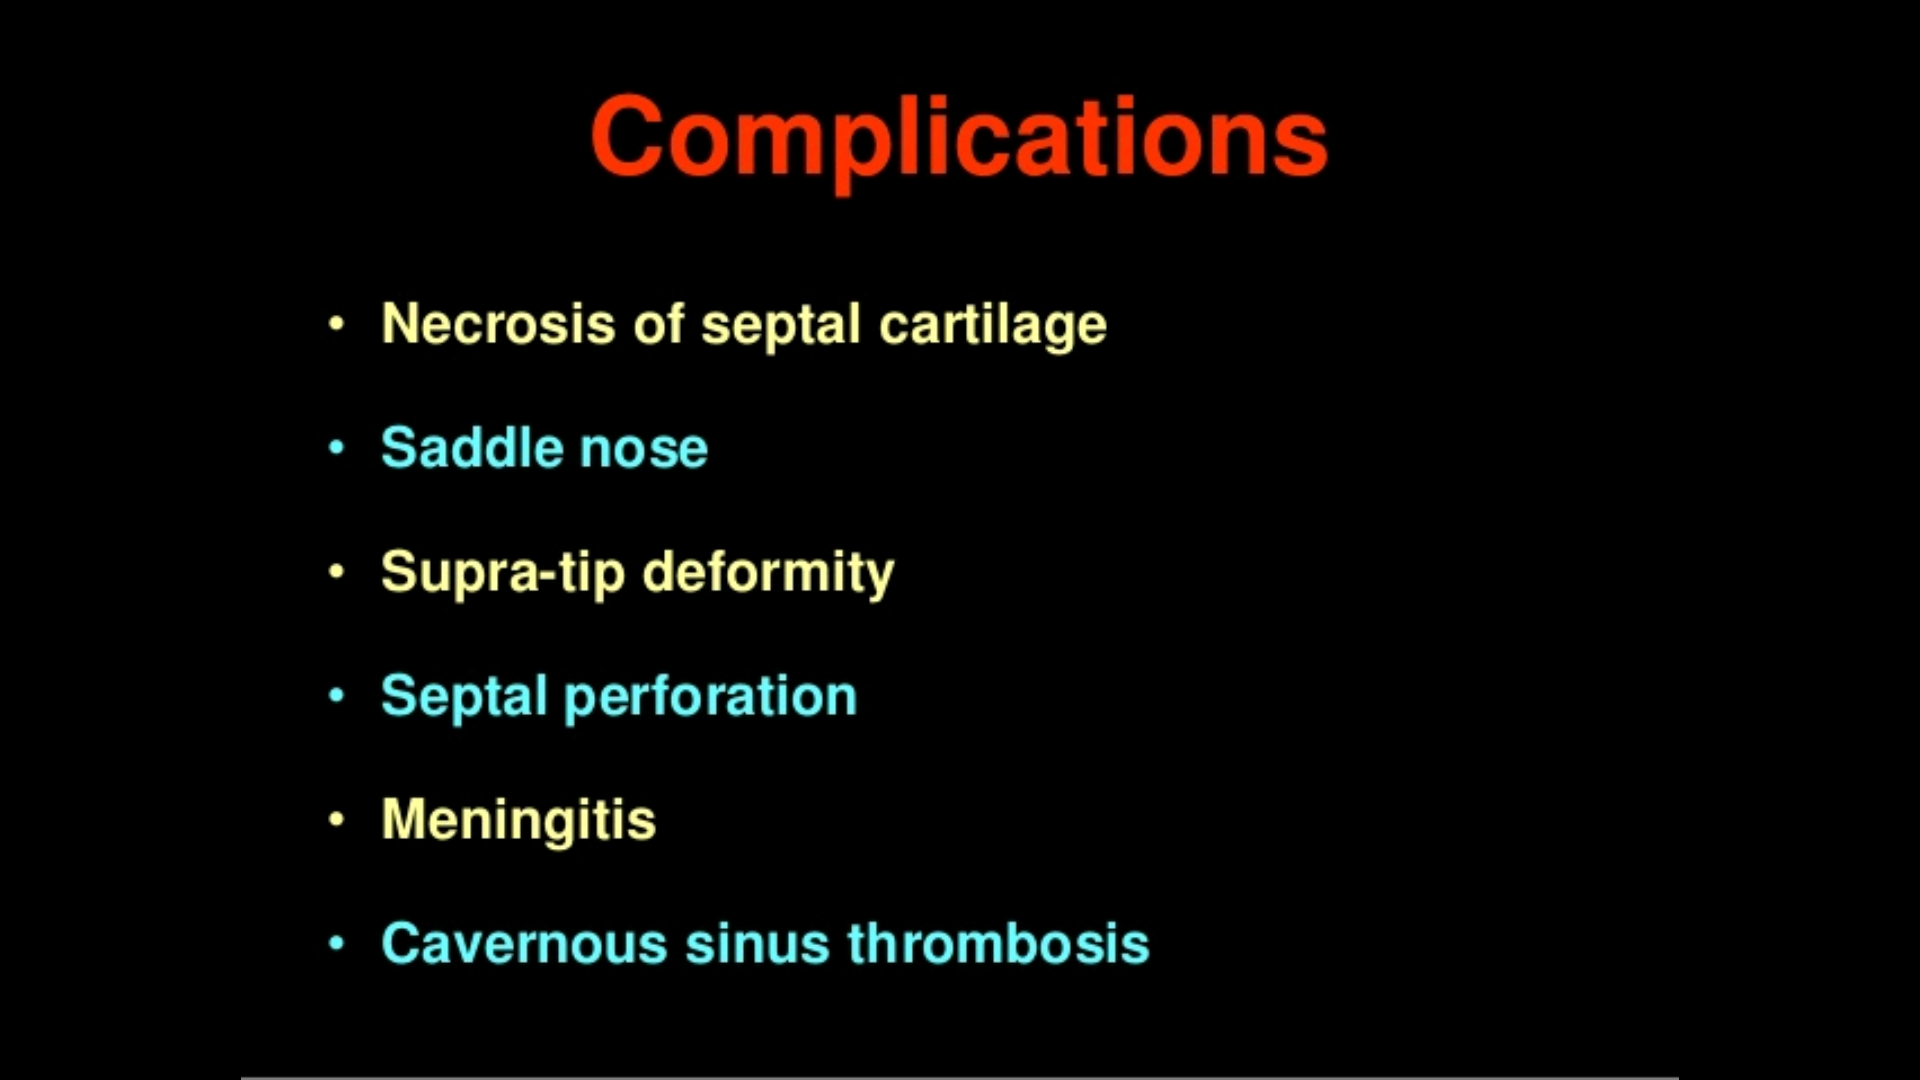 Complications
• Necrosis of septal cartilage
• Saddle nose
• Supra-tip deformity
• Septal perforation
• Meningitis
• Cavernous sinus thrombosis